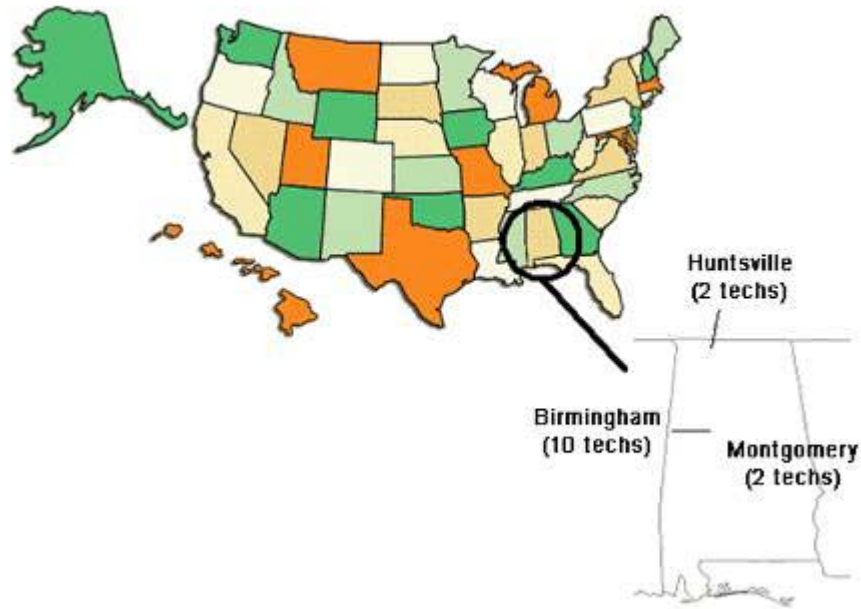 Huntsville
(2 techs)
Birmingham
(10 techs)
Montgomery
(2 techs)